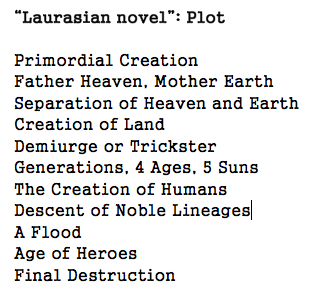 “Laurasian novel”: Plot
Primordial Creation
Father Heaven, Mother Earth
Separation of Heaven and Earth
Creation of Land
Demiurge or Trickster
Generations, 4 Ages, 5 Suns
The Creation of Humans
Descent of Noble Lineages
A Flood
Age of Heroes
Final Destruction